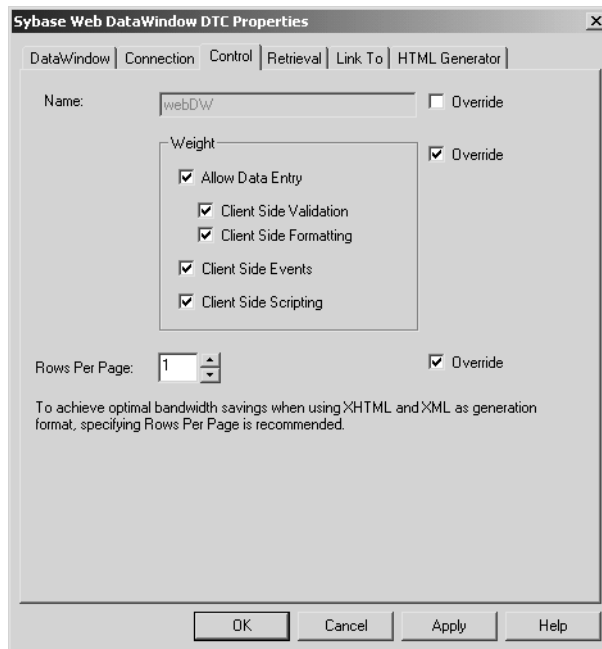 Sybase Web DataWindow DTC Properties
DataWindow Connection Control Retrieval Link To HTML Generator
Name: webDW Override
Weight
Override
Allow Data Entry
Client Side Validation
Client Side Formatting
Client Side Events
Client Side Scripting
Rows Per Page: 1 Override
To achieve optimal bandwidth savings when using XHTML and XML as generation
format, specifying Rows Per Page is recommended.
OK Cancel Apply Help